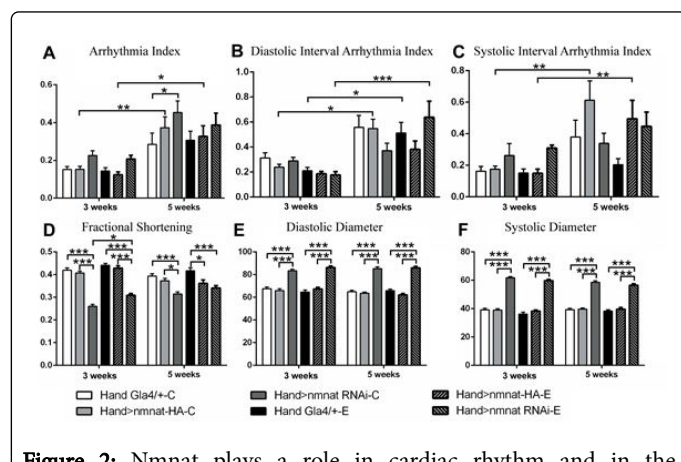 A Arrhythmia Index
B Diastolic Interval Arrhythmia Index
C Systolic Interval Arrhythmia Index
0.6
0.4
0.2
0.0
1.0
0.8
0.6
0.4
0.2
0.0
0.8
0.6
0.4
0.2
0.0
** * *
* * ***
** **
3 weeks 5 weeks
3 weeks 5 weeks
3 weeks 5 weeks
D Fractional Shortening
E Diastolic Diameter
F Systolic Diameter
0.5
0.4
0.3
0.2
0.1
0.0
100
80
60
40
20
0
80
60
40
20
0
*** *** * *** *** *** * *** *
*** *** *** *** *** *** *** ***
*** *** *** *** *** *** *** ***
3 weeks 5 weeks
3 weeks 5 weeks
3 weeks 5 weeks
Hand Gla4/+-C
Hand>nmnat RNAi-C
Hand>nmnat-HA-E
Hand>nmnat-HA-C
Hand Gla4/+-E
Hand>nmnat RNAi-E
Figure 2: Nmnat plays a role in cardiac rhythm and in the